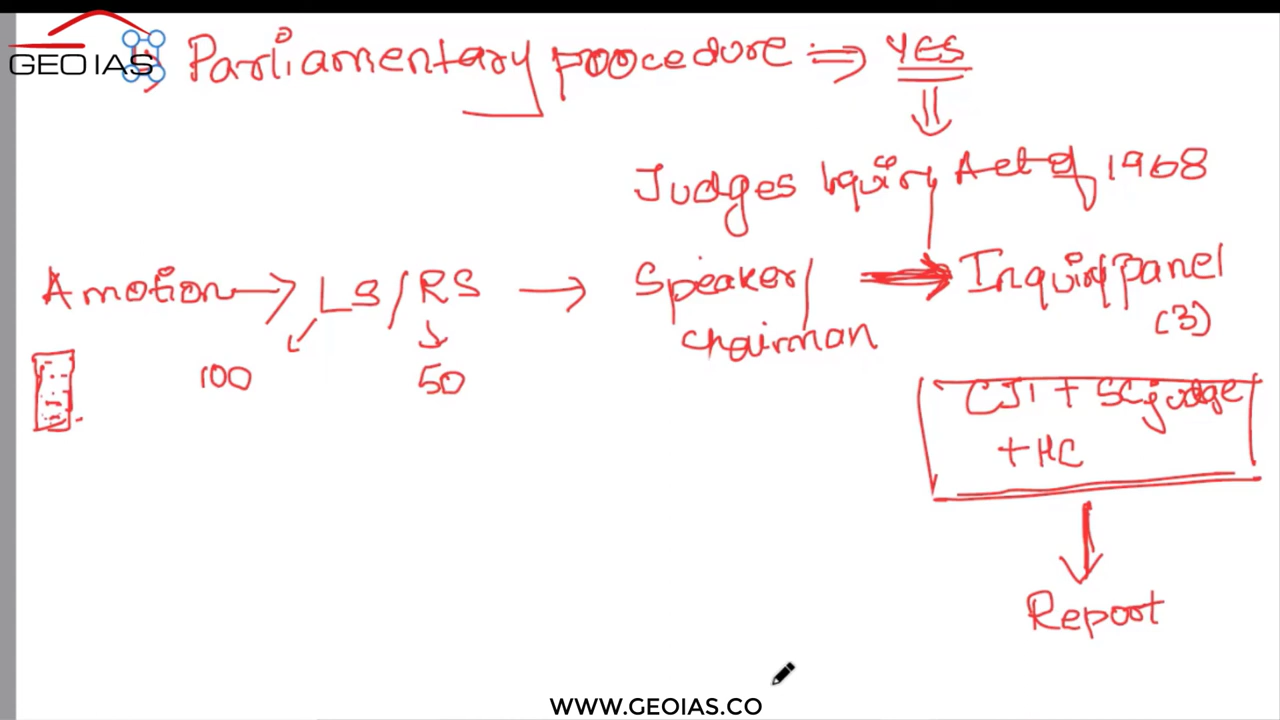 GEO IAS
Parliamentary procedure ⇒ YES
Judges Iquiry Act of 1968
A motion → LS/RS → Speaker/ chairman → Inquiry Panel
(3)
100 50
CJI + SC judge
+ HC
Report
WWW.GEOIAS.CO